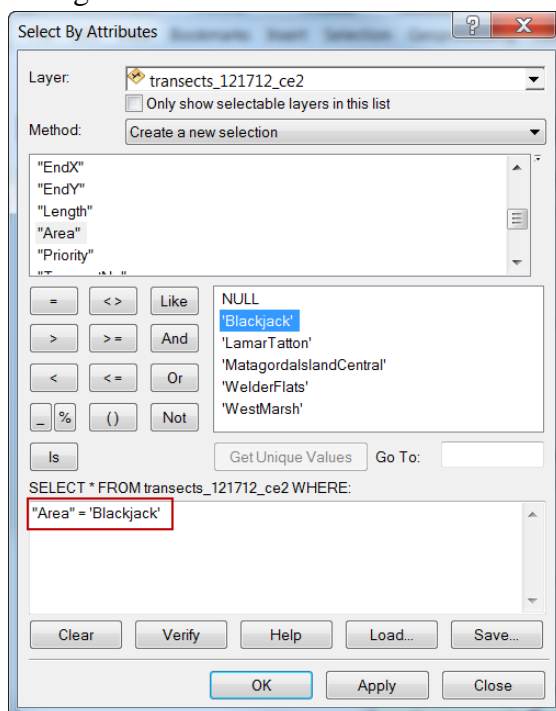 Select By Attributes
Layer:
transects_121712_ce2
Only show selectable layers in this list
Method:
Create a new selection
"EndX"
"EndY"
"Length"
"Area"
"Priority"
= <> Like
> >= And
< <= Or
_ % () Not
Is
NULL
'Blackjack'
'LamarTatton'
'MatagordaIslandCentral'
'WelderFlats'
'WestMarsh'
Get Unique Values Go To:
SELECT * FROM transects_121712_ce2 WHERE:
"Area" = 'Blackjack'
Clear Verify Help Load... Save...
OK Apply Close